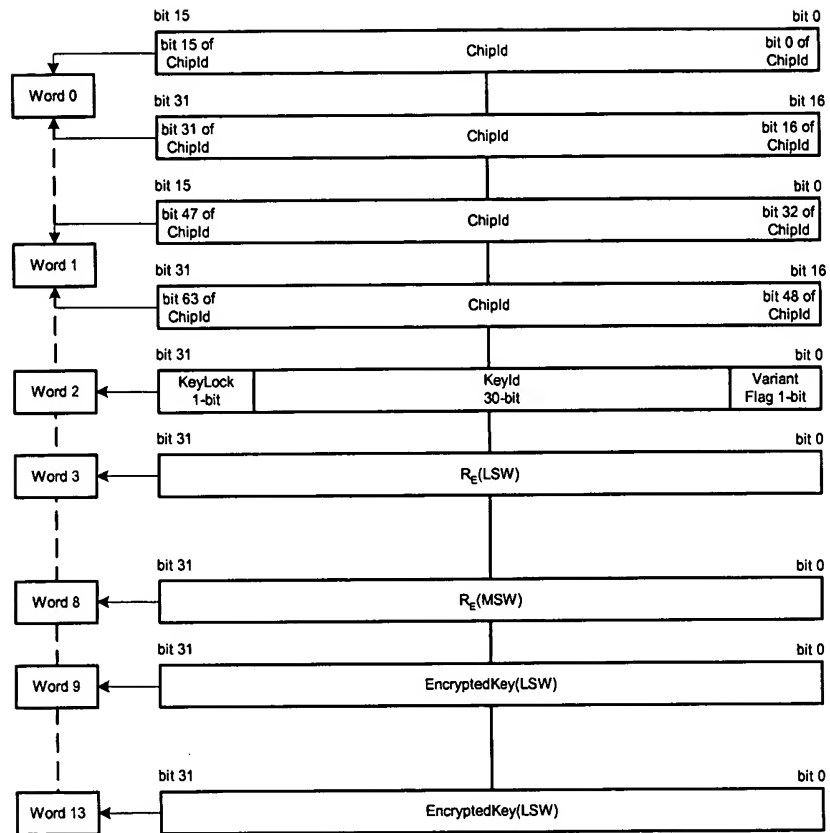 bit 15 bit 0
bit 15 of ChipId ChipId bit 0 of ChipId
Word 0
bit 31 bit 16
bit 31 of ChipId ChipId bit 16 of ChipId
bit 15 bit 0
bit 47 of ChipId ChipId bit 32 of ChipId
Word 1
bit 31 bit 16
bit 63 of ChipId ChipId bit 48 of ChipId
bit 31 bit 0
Word 2
KeyLock 1-bit
KeyId 30-bit
Variant Flag 1-bit
bit 31 bit 0
Word 3 R_E(LSW)
bit 31 bit 0
Word 8 R_E(MSW)
bit 31 bit 0
Word 9 EncryptedKey(LSW)
bit 31 bit 0
Word 13 EncryptedKey(LSW)